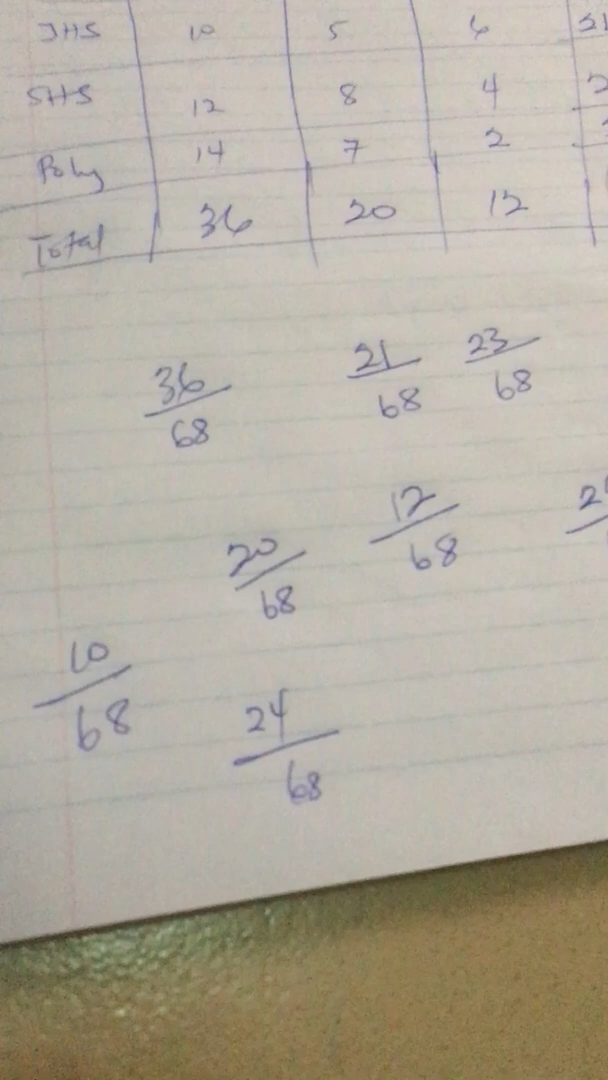 JHS 10 5 6
SHS 12 8 4 2
Poly 14 7 2
Total 36 20 12
36/68 21/68 23/68
20/68 12/68
10/68 24/68